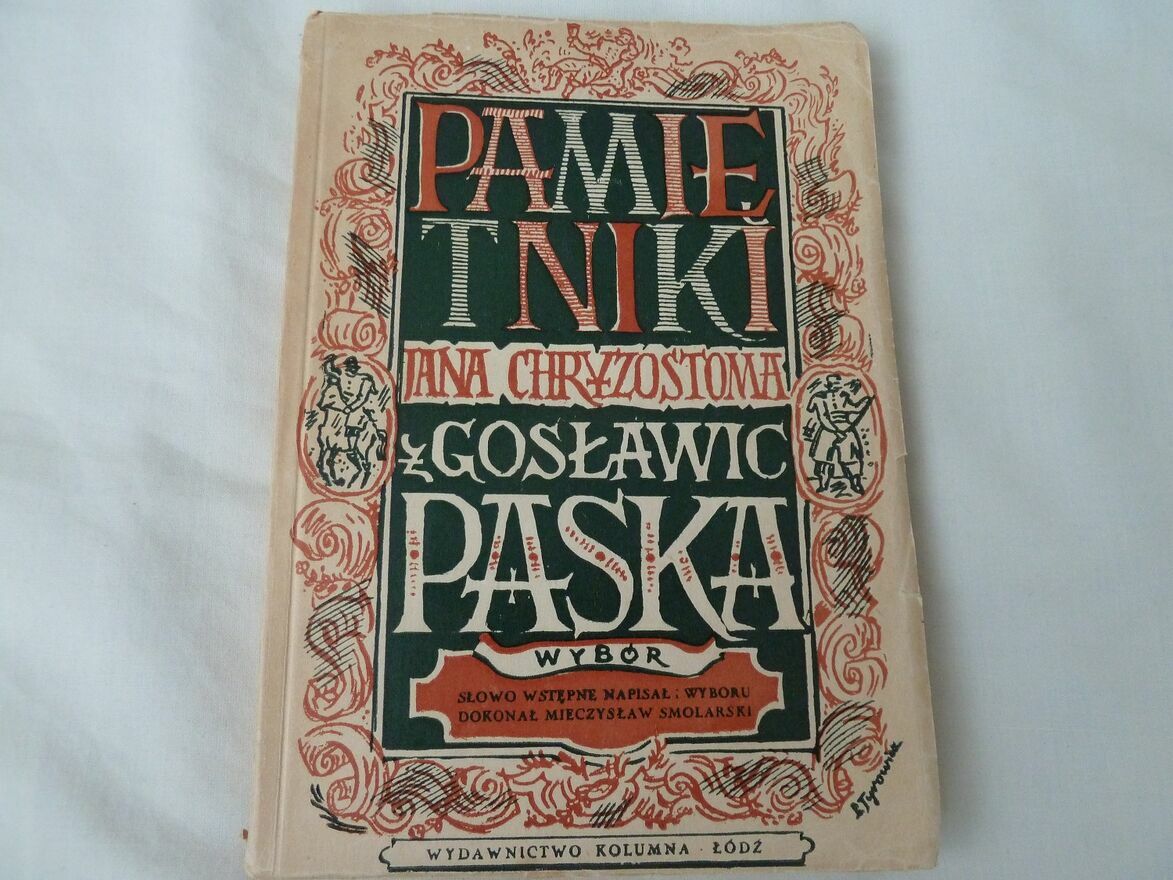 PAMIĘ
TNIKI
JANA CHRYZOSTOMA
z GOSŁAWIC
PASKA
WYBÓR
SŁOWO WSTĘPNE NAPISAŁ I WYBORU
DOKONAŁ MIECZYSŁAW SMOLARSKI
WYDAWNICTWO KOLUMNA · ŁÓDŹ